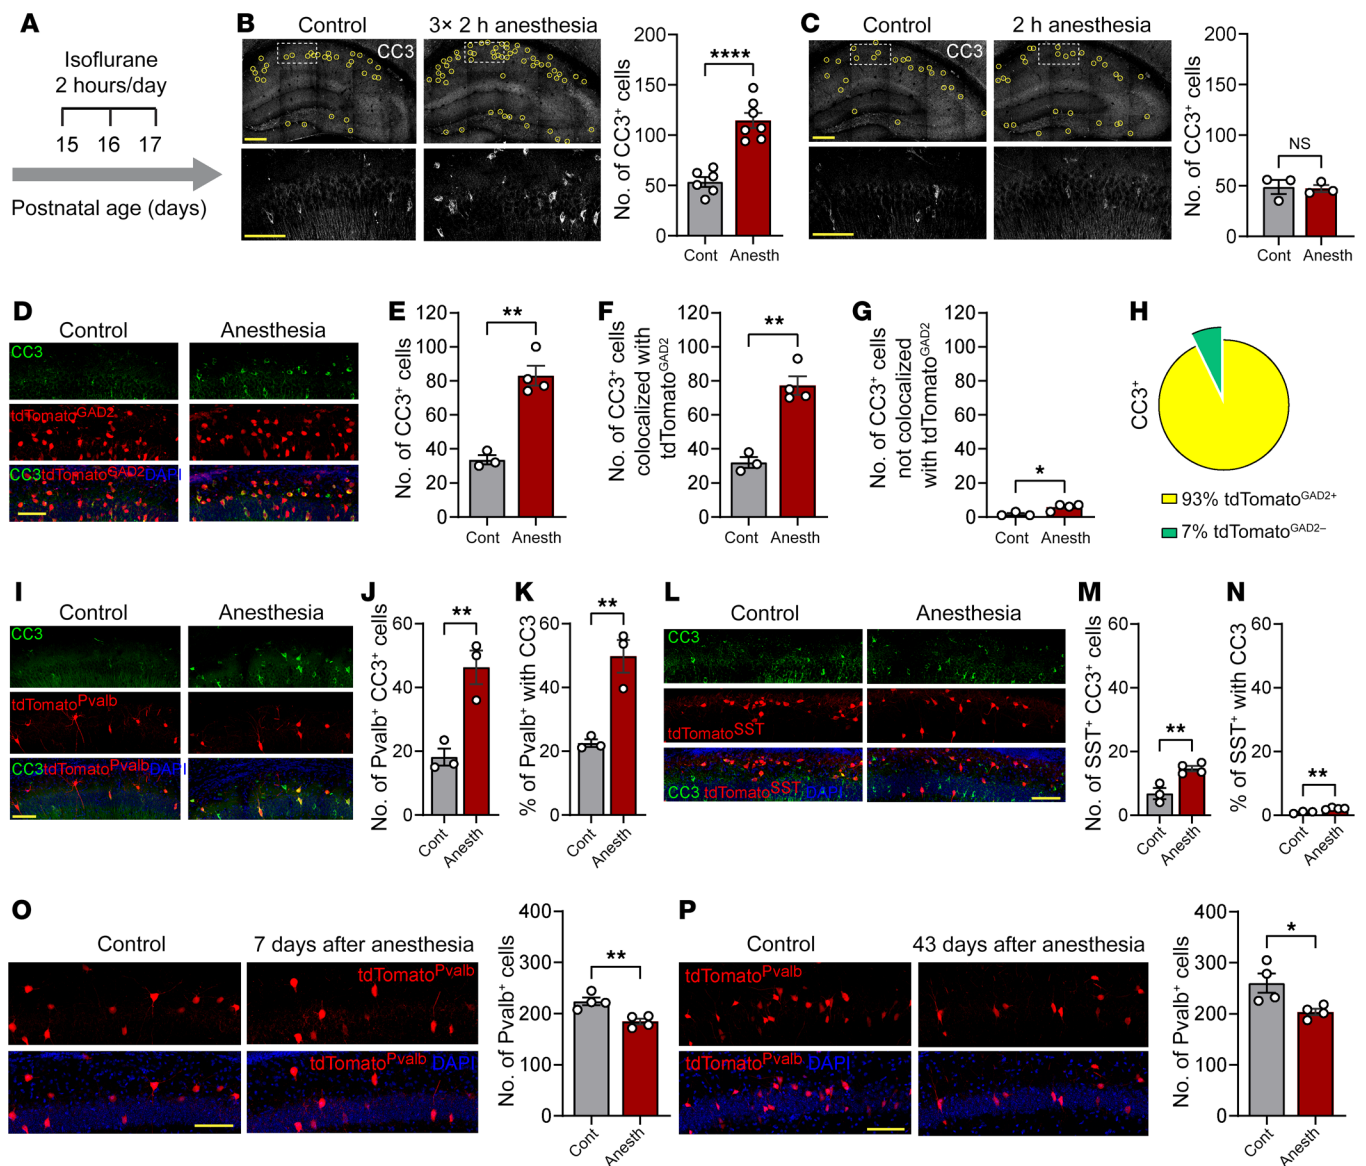 A
Isoflurane
2 hours/day
15 16 17
Postnatal age (days)
B
Control
3× 2 h anesthesia
CC3
No. of CC3⁺ cells
200
150
100
50
0
****
Cont Anesth
C
Control
2 h anesthesia
CC3
No. of CC3⁺ cells
200
150
100
50
0
NS
Cont Anesth
D
Control
Anesthesia
CC3
tdTomatoᴳᴬᴰ²
CC3tdTomatoᴳᴬᴰ²DAPI
E
No. of CC3⁺ cells
120
100
80
60
40
20
0
**
Cont Anesth
F
No. of CC3⁺ cells
colocalized with
tdTomatoᴳᴬᴰ²
120
100
80
60
40
20
0
**
Cont Anesth
G
No. of CC3⁺ cells
not colocalized
with tdTomatoᴳᴬᴰ²
120
100
80
60
40
20
0
*
Cont Anesth
H
CC3⁺
93% tdTomatoᴳᴬᴰ²⁺
7% tdTomatoᴳᴬᴰ²⁻
I
Control
Anesthesia
CC3
tdTomatoᴾᵛᵃˡᵇ
CC3tdTomatoᴾᵛᵃˡᵇDAPI
J
No. of Pvalb⁺ CC3⁺ cells
60
40
20
0
**
Cont Anesth
K
% of Pvalb⁺ with CC3
60
40
20
0
**
Cont Anesth
L
Control
Anesthesia
CC3
tdTomatoˢˢᵀ
CC3 tdTomatoˢˢᵀDAPI
M
No. of SST⁺ CC3⁺ cells
60
40
20
0
**
Cont Anesth
N
% of SST⁺ with CC3
60
40
20
0
**
Cont Anesth
O
Control
7 days after anesthesia
tdTomatoᴾᵛᵃˡᵇ
tdTomatoᴾᵛᵃˡᵇ DAPI
No. of Pvalb⁺ cells
400
300
200
100
0
**
Cont Anesth
P
Control
43 days after anesthesia
tdTomatoᴾᵛᵃˡᵇ
tdTomatoᴾᵛᵃˡᵇ DAPI
No. of Pvalb⁺ cells
400
300
200
100
0
*
Cont Anesth